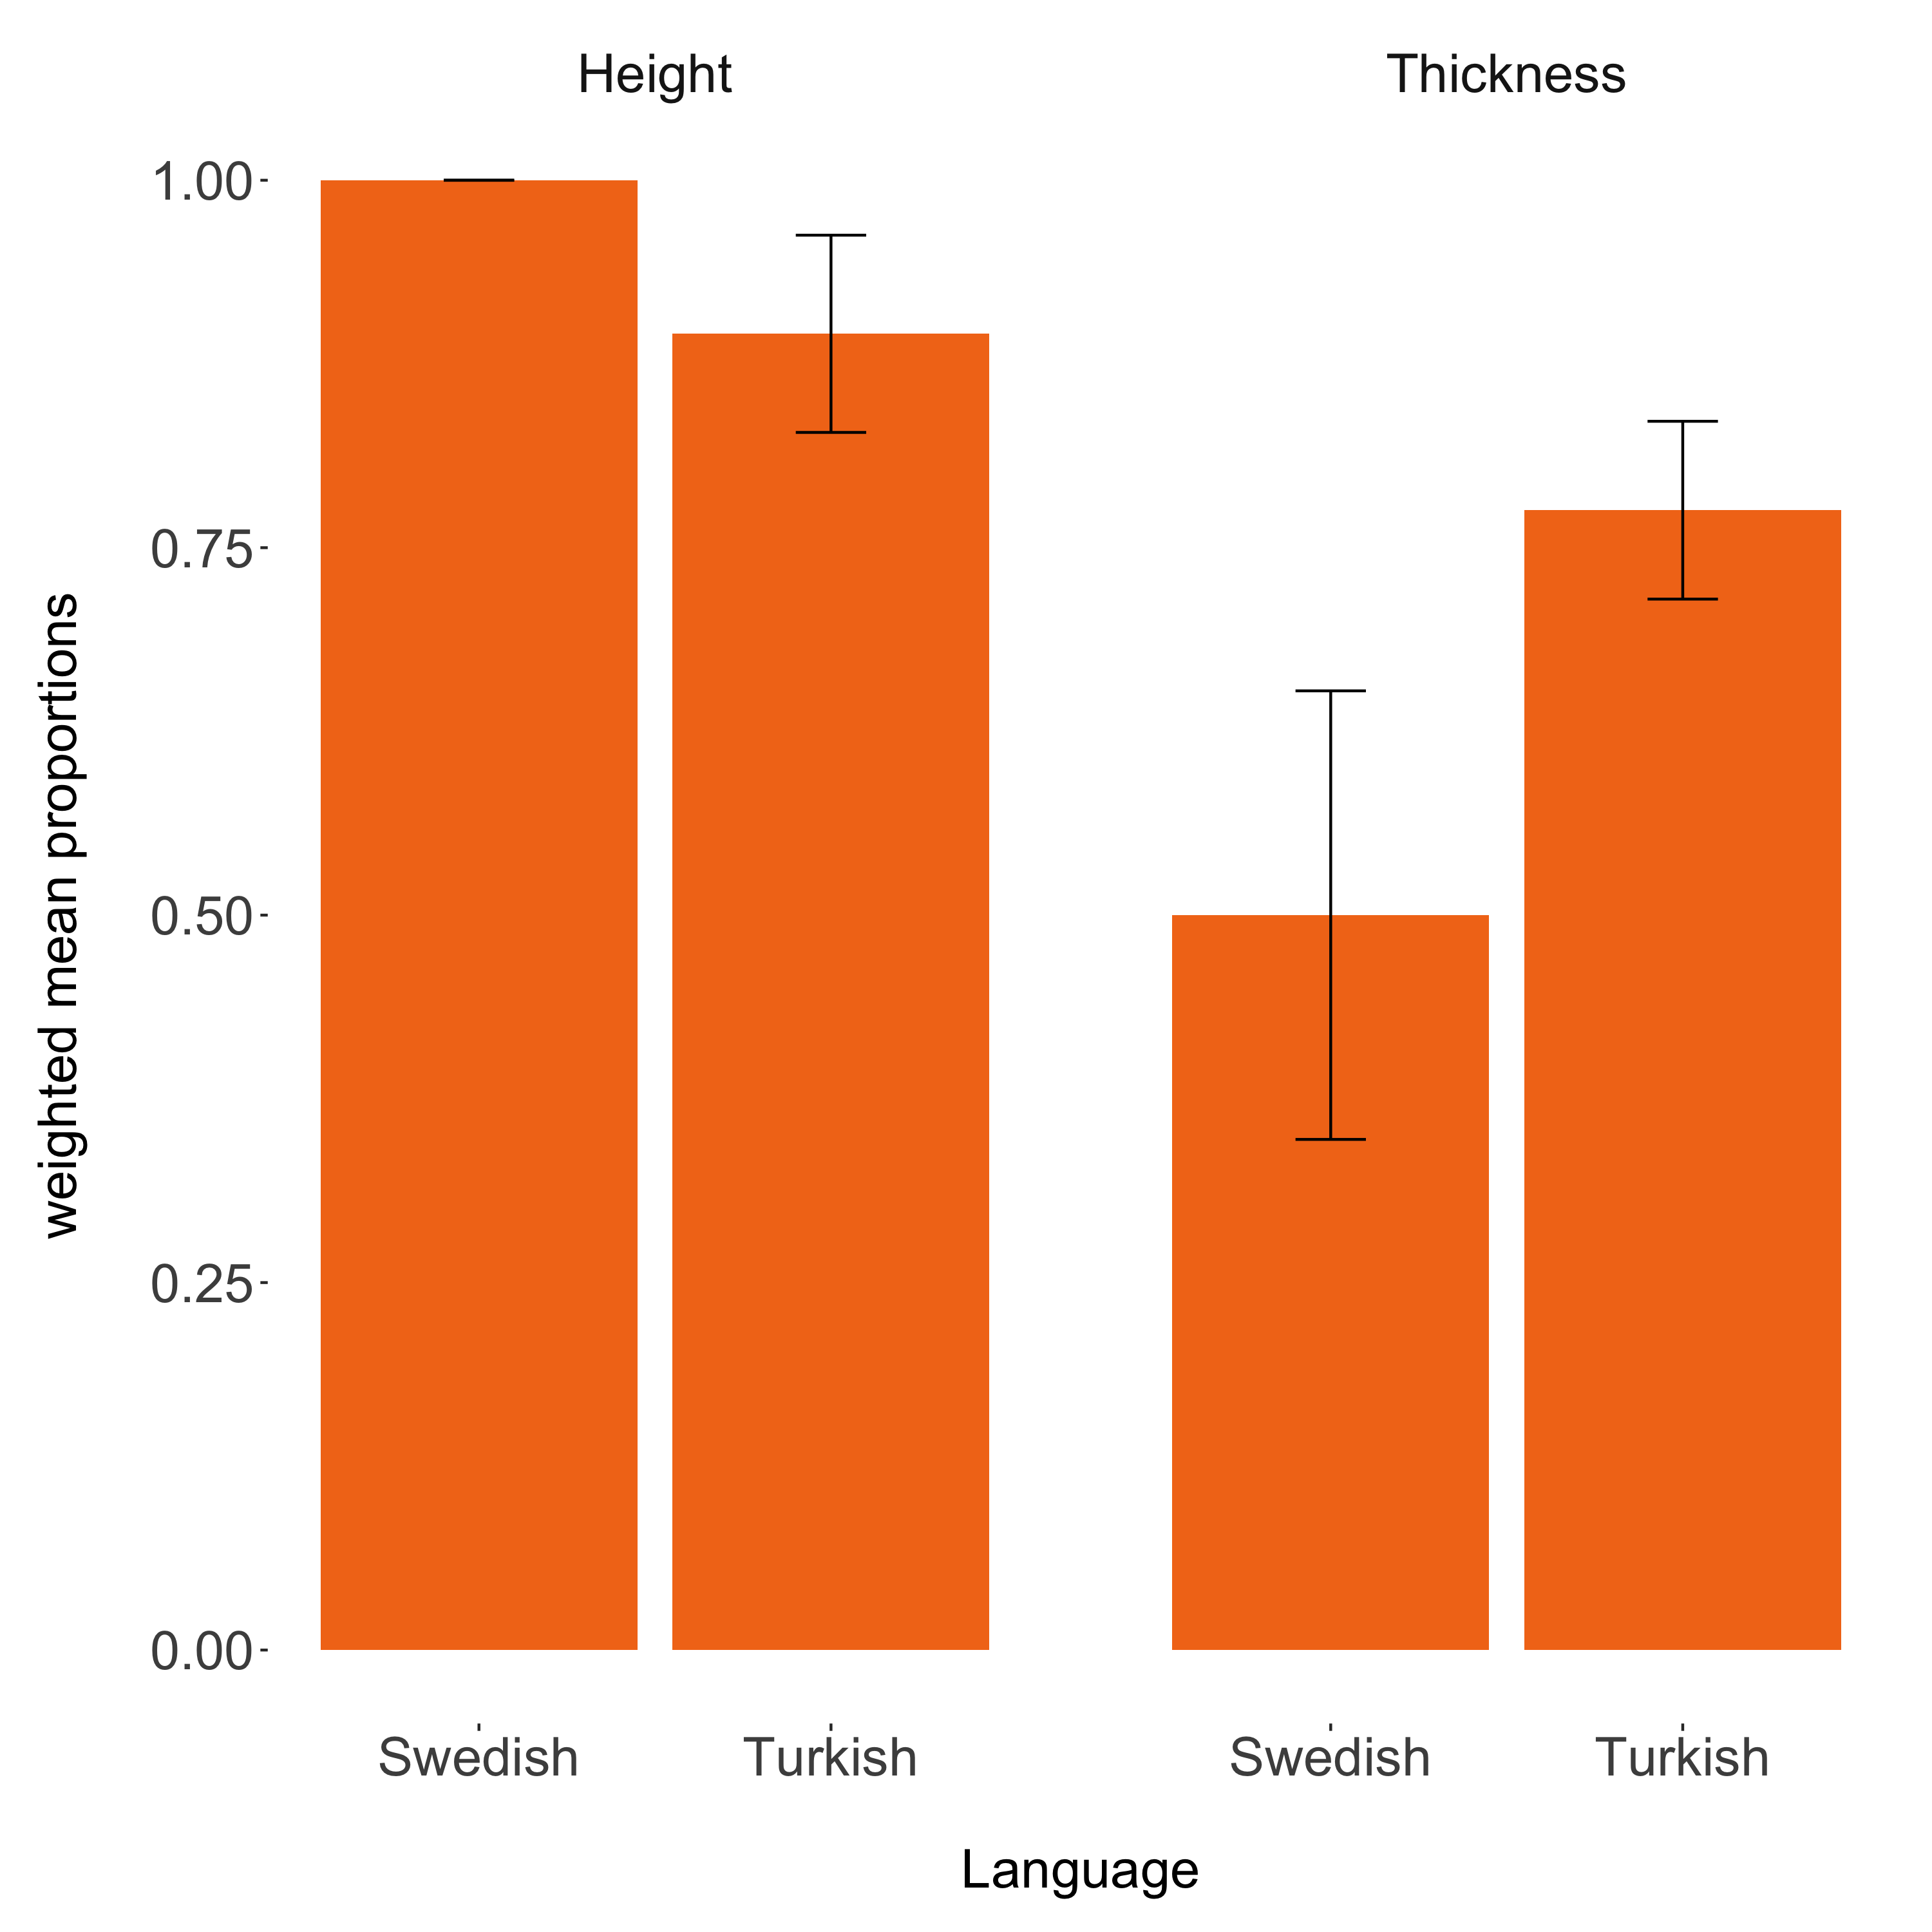 Height
Thickness
1.00
0.75
0.50
0.25
0.00
weighted mean proportions
Swedish
Turkish
Swedish
Turkish
Language